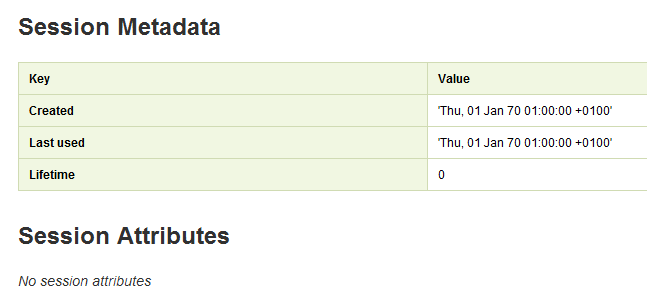 Session Metadata
Key Value
Created 'Thu, 01 Jan 70 01:00:00 +0100'
Last used 'Thu, 01 Jan 70 01:00:00 +0100'
Lifetime 0
Session Attributes
No session attributes